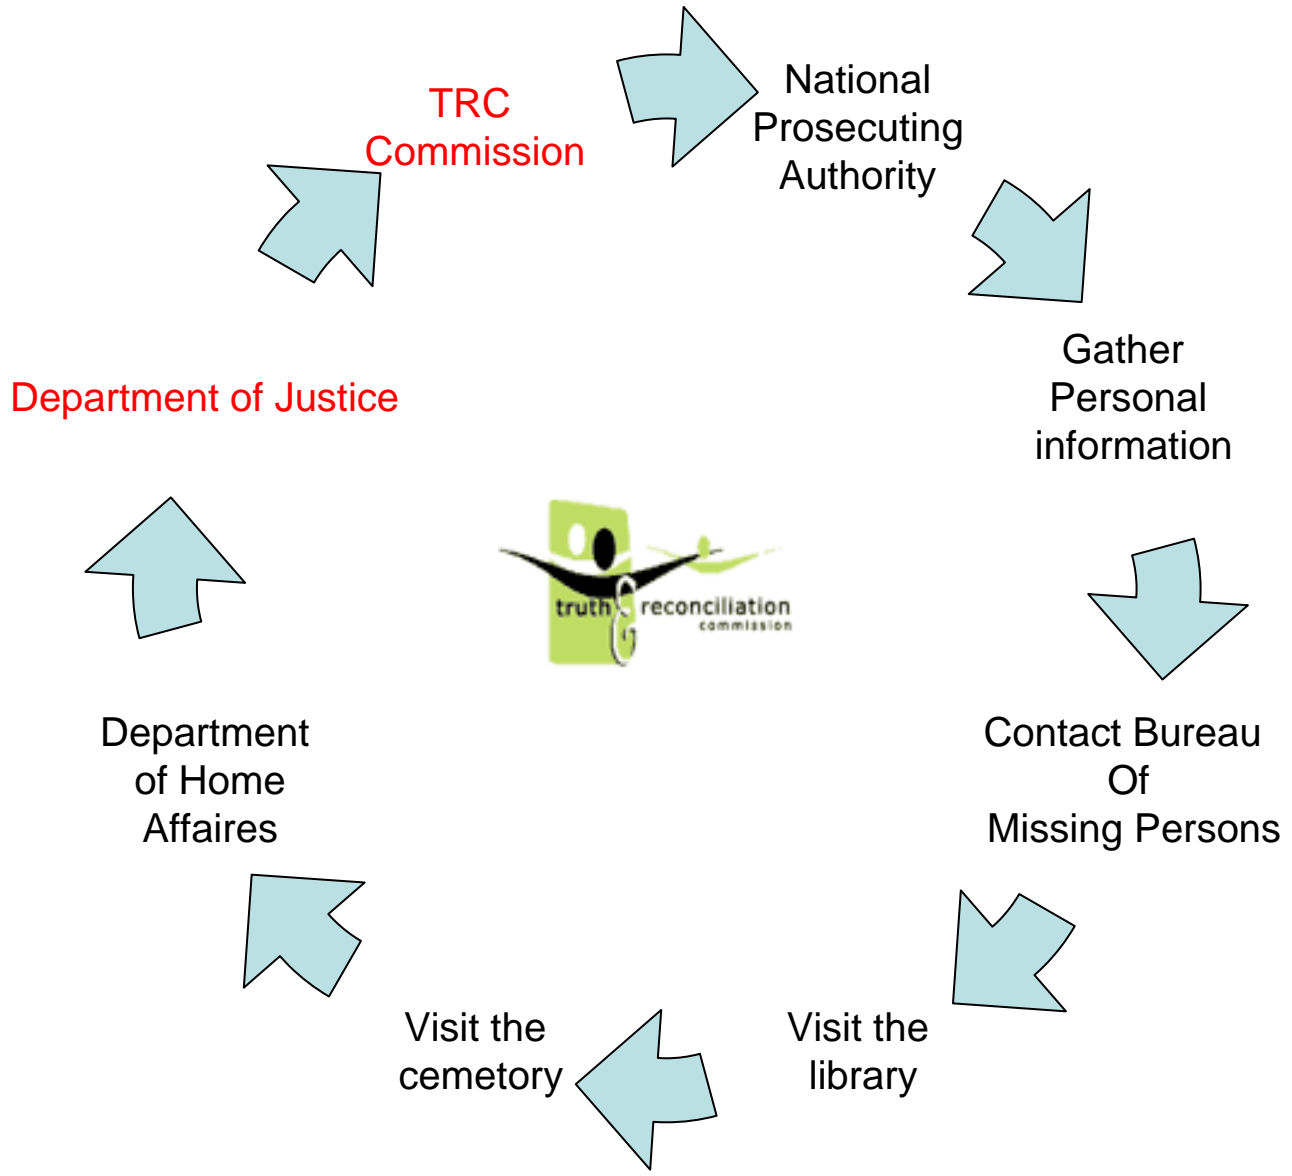 TRC
Commission
National
Prosecuting
Authority
Gather
Personal
information
Contact Bureau
Of
Missing Persons
Visit the
library
Visit the
cemetory
Department
of Home
Affaires
Department of Justice
truth & reconciliation
commission